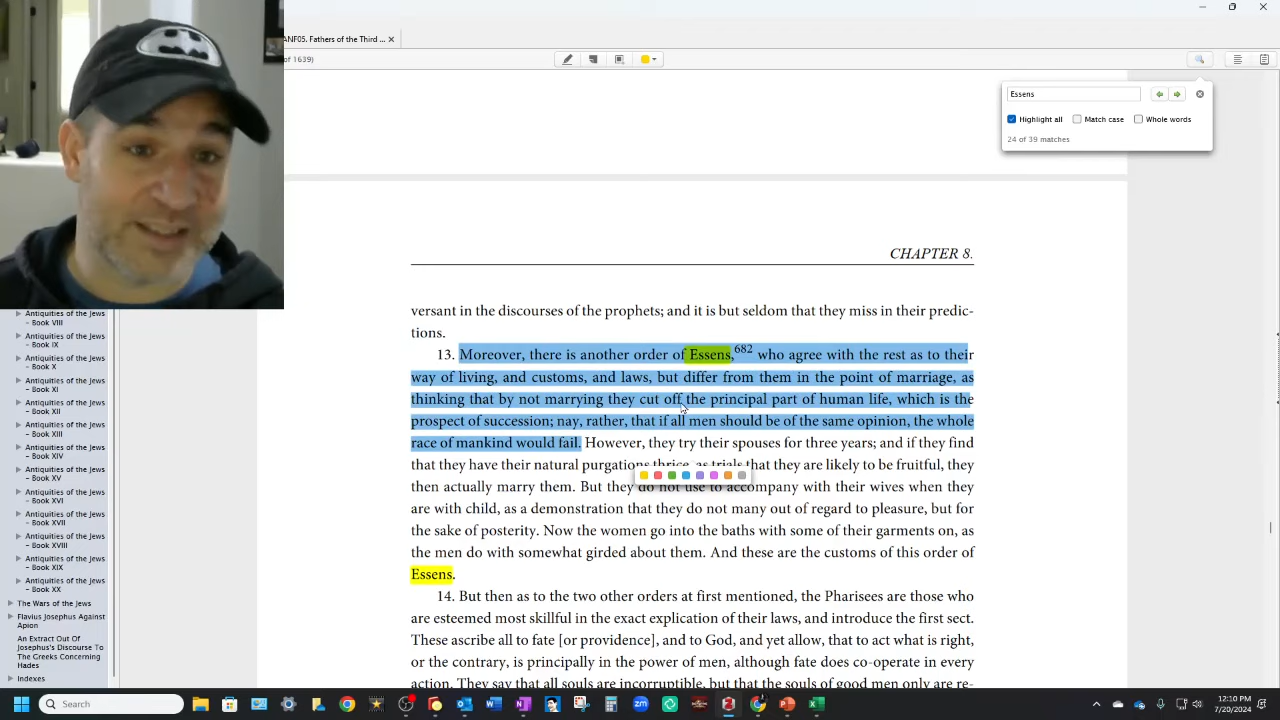 ANF05. Fathers of the Third ...
of 1639)
Essens
Highlight all
Match case
Whole words
24 of 39 matches
CHAPTER 8.
versant in the discourses of the prophets; and it is but seldom that they miss in their predic-
tions.
13. Moreover, there is another order of Essens,682 who agree with the rest as to their
way of living, and customs, and laws, but differ from them in the point of marriage, as
thinking that by not marrying they cut off the principal part of human life, which is the
prospect of succession; nay, rather, that if all men should be of the same opinion, the whole
race of mankind would fail. However, they try their spouses for three years; and if they find
that they have their natural purgations thrice, as trials that they are likely to be fruitful, they
then actually marry them. But they do not use to accompany with their wives when they
are with child, as a demonstration that they do not many out of regard to pleasure, but for
the sake of posterity. Now the women go into the baths with some of their garments on, as
the men do with somewhat girded about them. And these are the customs of this order of
Essens.
14. But then as to the two other orders at first mentioned, the Pharisees are those who
are esteemed most skillful in the exact explication of their laws, and introduce the first sect.
These ascribe all to fate [or providence], and to God, and yet allow, that to act what is right,
or the contrary, is principally in the power of men, although fate does co-operate in every
action. They say that all souls are incorruptible, but that the souls of good men only are re-
Antiquities of the Jews
– Book VIII
Antiquities of the Jews
– Book IX
Antiquities of the Jews
– Book X
Antiquities of the Jews
– Book XI
Antiquities of the Jews
– Book XII
Antiquities of the Jews
– Book XIII
Antiquities of the Jews
– Book XIV
Antiquities of the Jews
– Book XV
Antiquities of the Jews
– Book XVI
Antiquities of the Jews
– Book XVII
Antiquities of the Jews
– Book XVIII
Antiquities of the Jews
– Book XIX
Antiquities of the Jews
– Book XX
The Wars of the Jews
Flavius Josephus Against
Apion
An Extract Out Of
Josephus's Discourse To
The Greeks Concerning
Hades
Indexes
Search
12:10 PM
7/20/2024